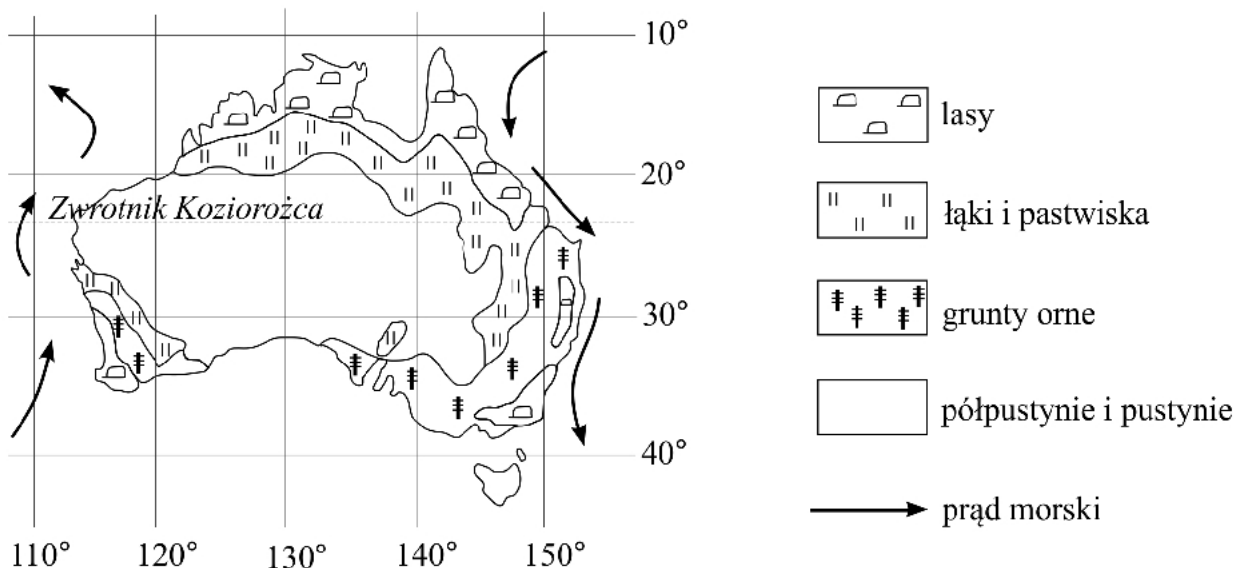 10°
20°
Zwrotnik Koziorożca
30°
40°
110° 120° 130° 140° 150°
lasy
łąki i pastwiska
grunty orne
półpustynie i pustynie
prąd morski